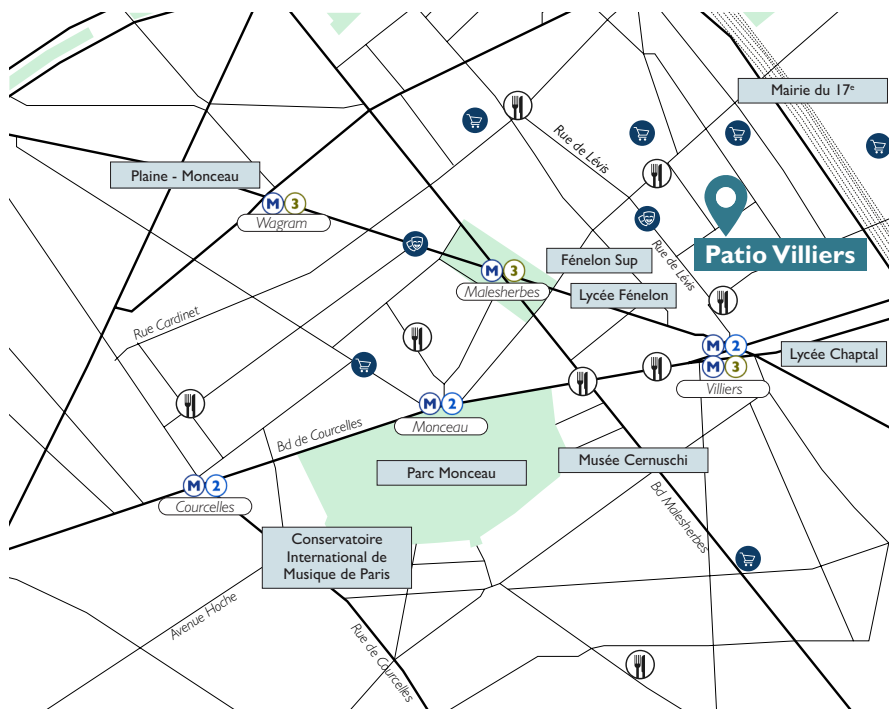 Mairie du 17e
Rue de Lévis
Plaine - Monceau
M 3
Wagram
Patio Villiers
Rue de Lévis
Fénelon Sup
M 3
Malesherbes
Lycée Fénelon
Rue Cardinet
M 2
M 3
Villiers
Lycée Chaptal
M 2
Monceau
Bd de Courcelles
Parc Monceau
Musée Cernuschi
M 2
Courcelles
Bd Malesherbes
Conservatoire
International de
Musique de Paris
Avenue Hoche
Rue de Courcelles